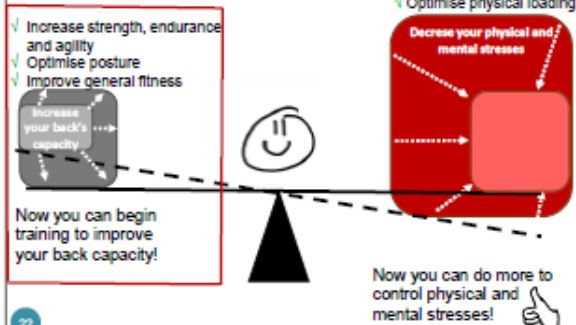 √ Optimise physical loading
√ Increase strength, endurance
and agility
√ Optimise posture
√ Improve general fitness
Decrese your physical and
mental stresses
Increase
your back's
capacity
Now you can begin
training to improve
your back capacity!
Now you can do more to
control physical and
mental stresses!
22